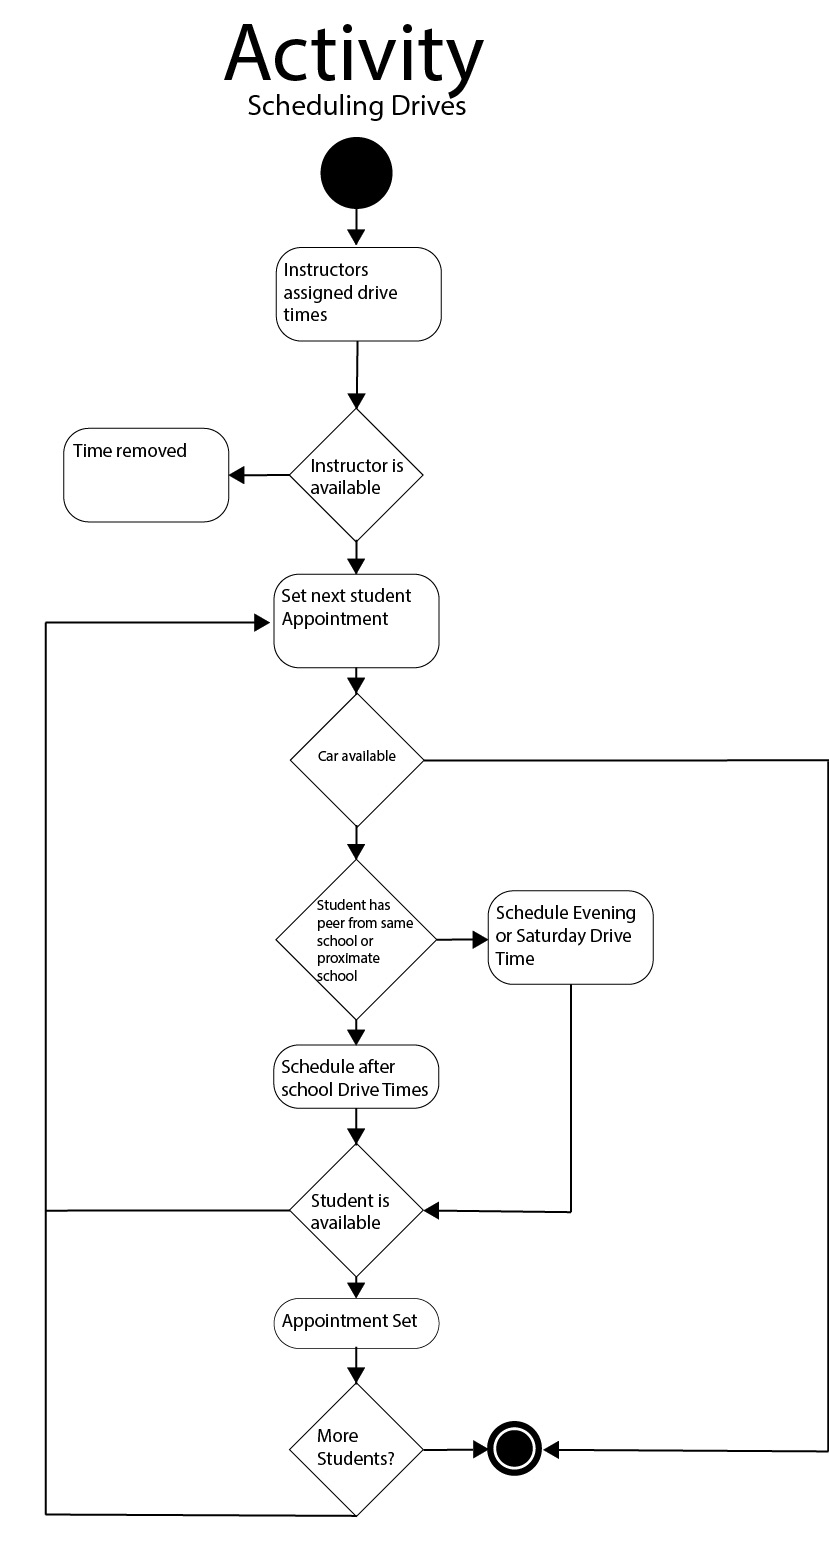 Activity
Scheduling Drives
Instructors
assigned drive
times
Instructor is
available
Time removed
Set next student
Appointment
Car available
Student has
peer from same
school or
proximate
school
Schedule Evening
or Saturday Drive
Time
Schedule after
school Drive Times
Student is
available
Appointment Set
More
Students?